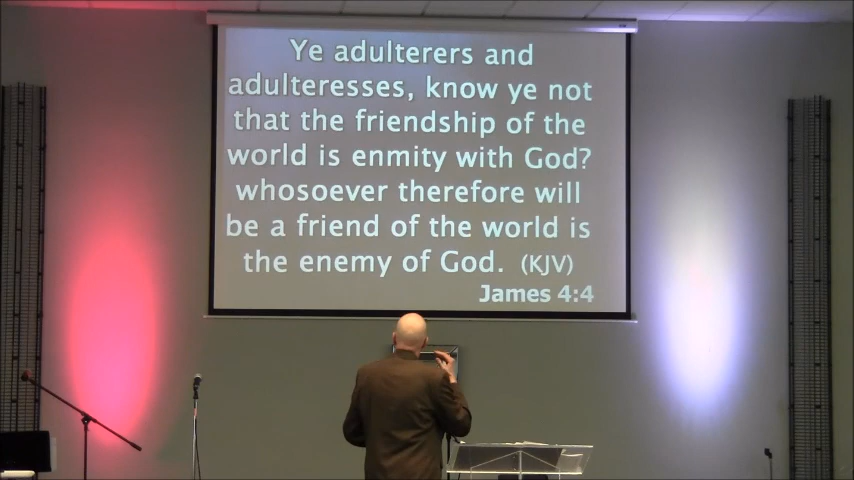 Ye adulterers and
adulteresses, know ye not
that the friendship of the
world is enmity with God?
whosoever therefore will
be a friend of the world is
the enemy of God. (KJV)
James 4:4